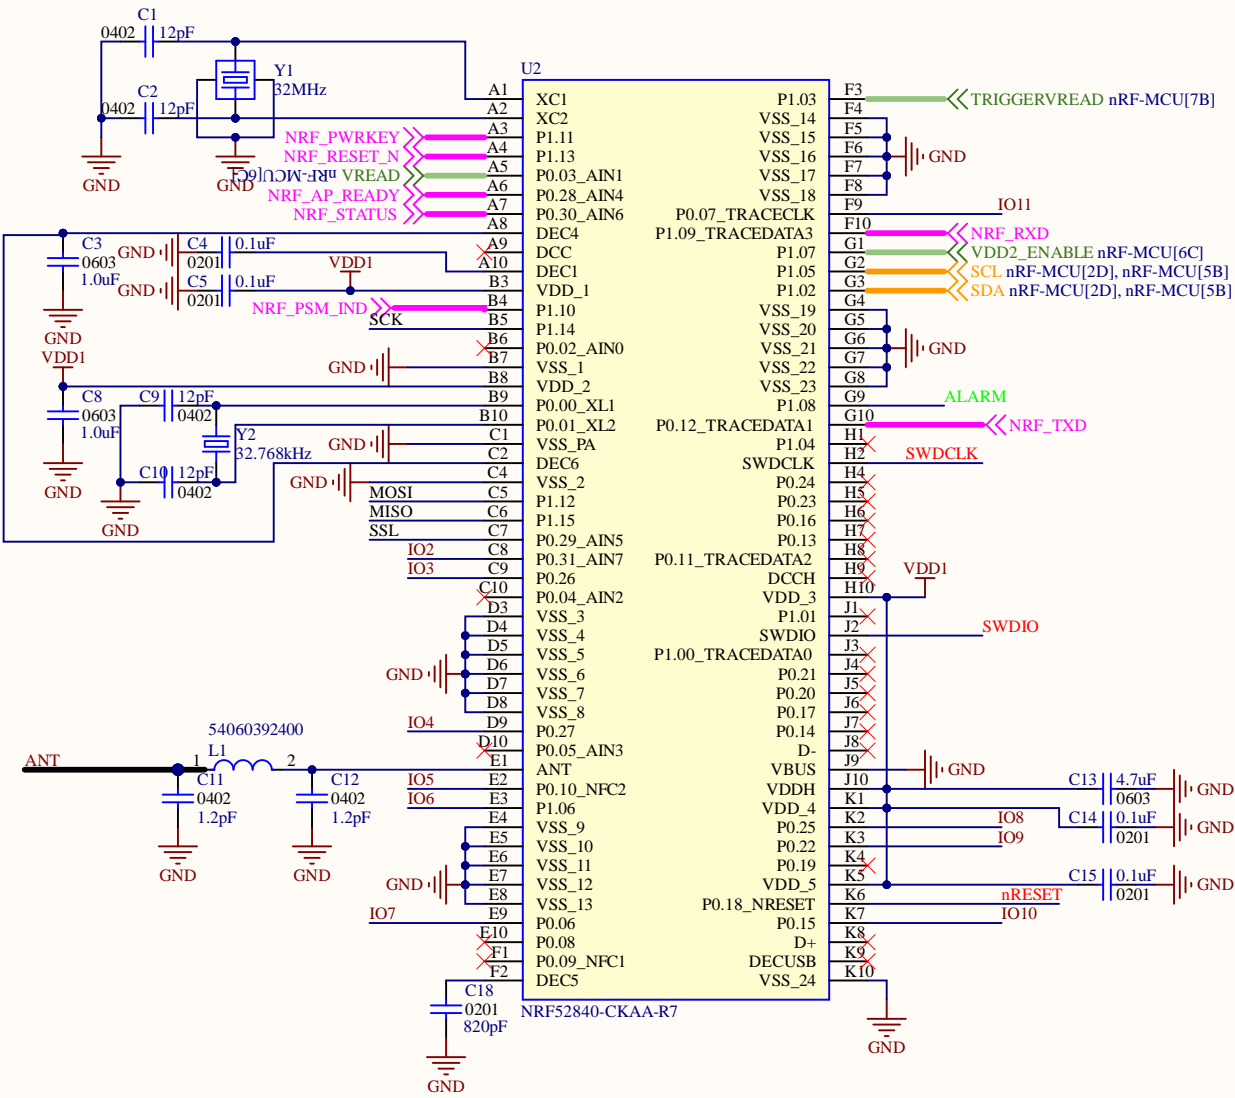 C1
0402 12pF
Y1
32MHz
C2
0402 12pF
GND
GND
U2
A1 XC1
A2 XC2
NRF_PWRKEY A3 P1.11
NRF_RESET_N A4 P1.13
nRF-MCU[6C] VREAD A5 P0.03_AIN1
NRF_AP_READY A6 P0.28_AIN4
NRF_STATUS A7 P0.30_AIN6
A8 DEC4
A9 DCC
A10 DEC1
B3 VDD_1
NRF_PSM_IND B4 P1.10
SCK B5 P1.14
B6 P0.02_AIN0
GND B7 VSS_1
B8 VDD_2
B9 P0.00_XL1
B10 P0.01_XL2
GND C1 VSS_PA
C2 DEC6
GND C4 VSS_2
MOSI C5 P1.12
MISO C6 P1.15
SSL C7 P0.29_AIN5
IO2 C8 P0.31_AIN7
IO3 C9 P0.26
C10 P0.04_AIN2
D3 VSS_3
D4 VSS_4
D5 VSS_5
GND D6 VSS_6
D7 VSS_7
D8 VSS_8
IO4 D9 P0.27
D10 P0.05_AIN3
E1 ANT
IO5 E2 P0.10_NFC2
IO6 E3 P1.06
E4 VSS_9
E5 VSS_10
E6 VSS_11
GND E7 VSS_12
E8 VSS_13
IO7 E9 P0.06
E10 P0.08
F1 P0.09_NFC1
F2 DEC5
C3
0603
1.0uF
GND
GND C4 0.1uF
0201
GND C5 0.1uF
0201
VDD1
VDD1
C8
0603
1.0uF
GND
C9 12pF
0402
Y2
32.768kHz
C10 12pF
0402
GND
54060392400
ANT 1 L1 2
C11
0402
1.2pF
GND
C12
0402
1.2pF
GND
C18
0201
820pF
GND
P1.03 F3 TRIGGERVREAD nRF-MCU[7B]
VSS_14 F4
VSS_15 F5
VSS_16 F6 GND
VSS_17 F7
VSS_18 F8
P0.07_TRACECLK F9 IO11
P1.09_TRACEDATA3 F10 NRF_RXD
P1.07 G1 VDD2_ENABLE nRF-MCU[6C]
P1.05 G2 SCL nRF-MCU[2D], nRF-MCU[5B]
P1.02 G3 SDA nRF-MCU[2D], nRF-MCU[5B]
VSS_19 G4
VSS_20 G5
VSS_21 G6 GND
VSS_22 G7
VSS_23 G8
P1.08 G9 ALARM
P0.12_TRACEDATA1 G10 NRF_TXD
P1.04 H1
SWDCLK H2 SWDCLK
P0.24 H4
P0.23 H5
P0.16 H6
P0.13 H7
P0.11_TRACEDATA2 H8
DCCH H9 VDD1
VDD_3 H10
P1.01 J1
SWDIO J2 SWDIO
P1.00_TRACEDATA0 J3
P0.21 J4
P0.20 J5
P0.17 J6
P0.14 J7
D- J8
VBUS J9 GND
VDDH J10 C13 4.7uF GND
0603
VDD_4 K1 C14 0.1uF GND
0201
P0.25 K2 IO8
P0.22 K3 IO9
P0.19 K4
VDD_5 K5 C15 0.1uF GND
0201
P0.18_NRESET K6 nRESET
P0.15 K7 IO10
D+ K8
DECUSB K9
VSS_24 K10
GND
NRF52840-CKAA-R7